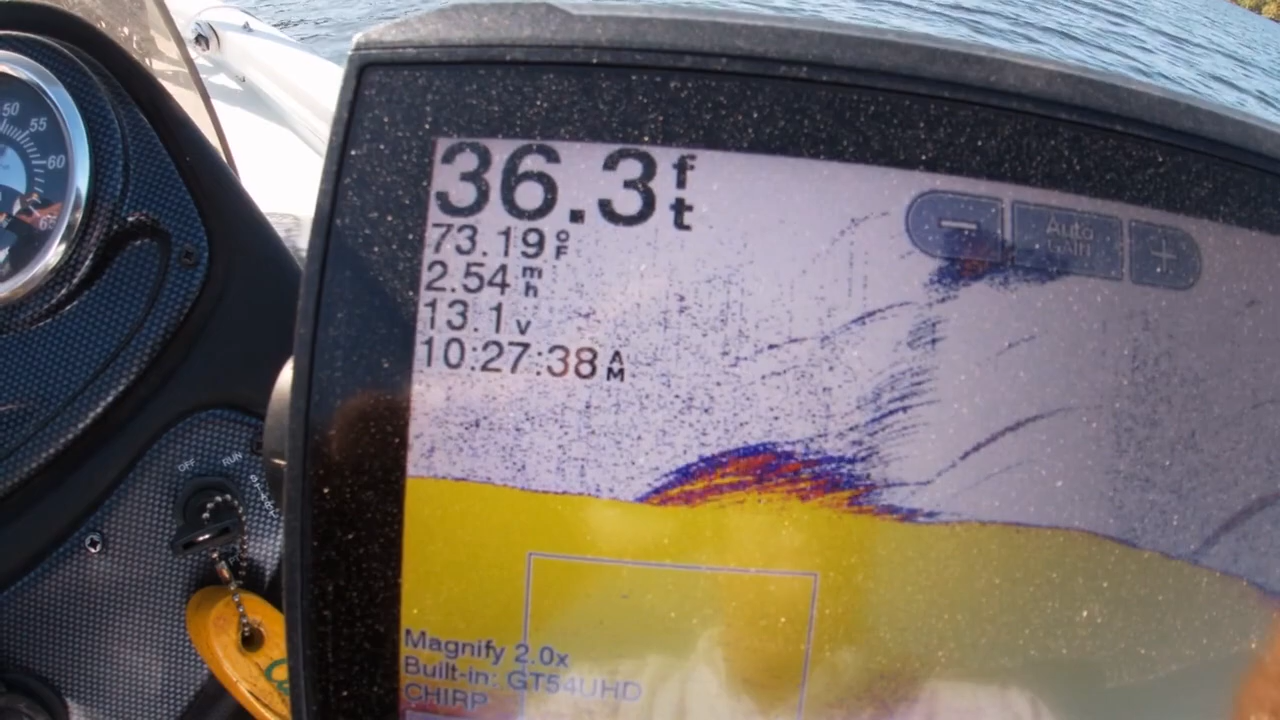 36.3 ft
73.19 °F
2.54 mh
13.1 v
10:27:38 AM
−
Auto
GAIN
+
50
55
60
65
OFF
RUN
Magnify 2.0x
Built-in: GT54UHD
CHIRP